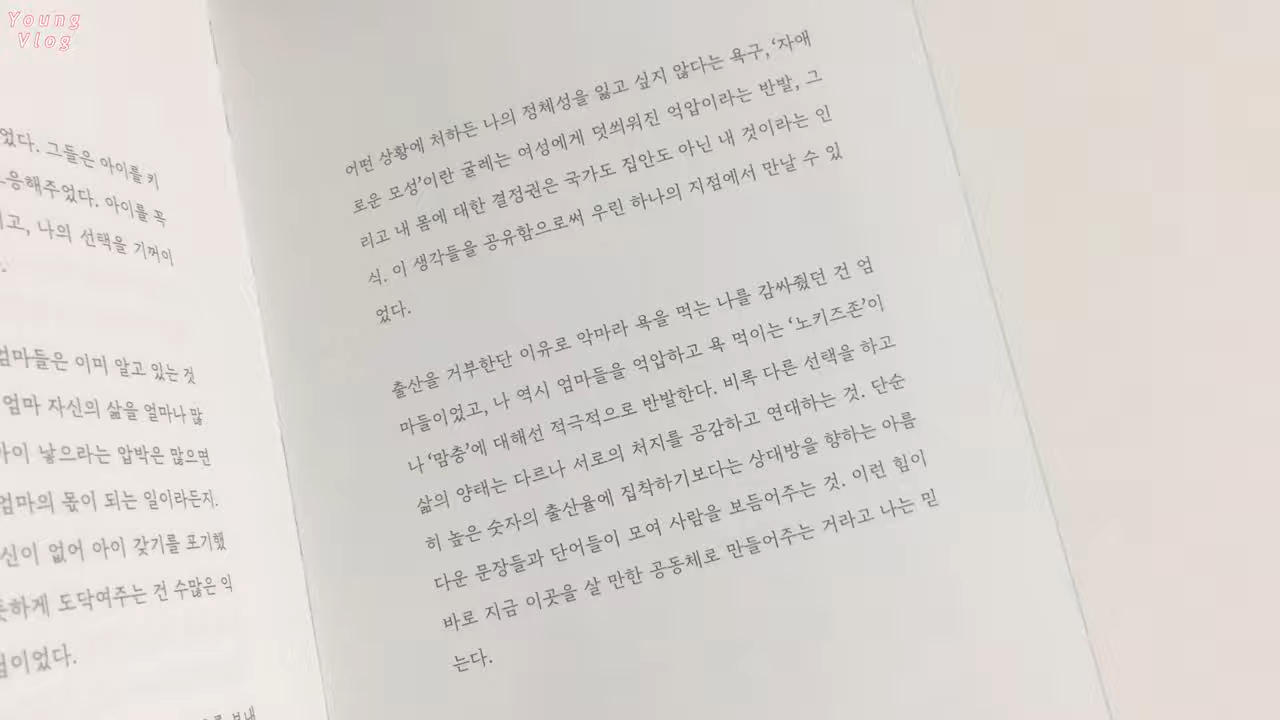 Young
Vlog
었다. 그들은 아이를 키
응해주었다. 아이를 꼭
고, 나의 선택을 기꺼이
엄마들은 이미 알고 있는 것
엄마 자신의 삶을 얼마나 많
아이 낳으라는 압박은 많으면
엄마의 몫이 되는 일이라든지.
신이 없어 아이 갖기를 포기했
듯하게 도닥여주는 건 수많은 익
힘이었다.
어떤 상황에 처하든 나의 정체성을 잃고 싶지 않다는 욕구, ‘자애
로운 모성’이란 굴레는 여성에게 덧씌워진 억압이라는 반발, 그
리고 내 몸에 대한 결정권은 국가도 집안도 아닌 내 것이라는 인
식. 이 생각들을 공유함으로써 우린 하나의 지점에서 만날 수 있
었다.
출산을 거부한단 이유로 악마라 욕을 먹는 나를 감싸줬던 건 엄
마들이었고, 나 역시 엄마들을 억압하고 욕 먹이는 ‘노키즈존’이
나 ‘맘충’에 대해선 적극적으로 반발한다. 비록 다른 선택을 하고
삶의 양태는 다르나 서로의 처지를 공감하고 연대하는 것. 단순
히 높은 숫자의 출산율에 집착하기보다는 상대방을 향하는 아름
다운 문장들과 단어들이 모여 사람을 보듬어주는 것. 이런 힘이
바로 지금 이곳을 살 만한 공동체로 만들어주는 거라고 나는 믿
는다.